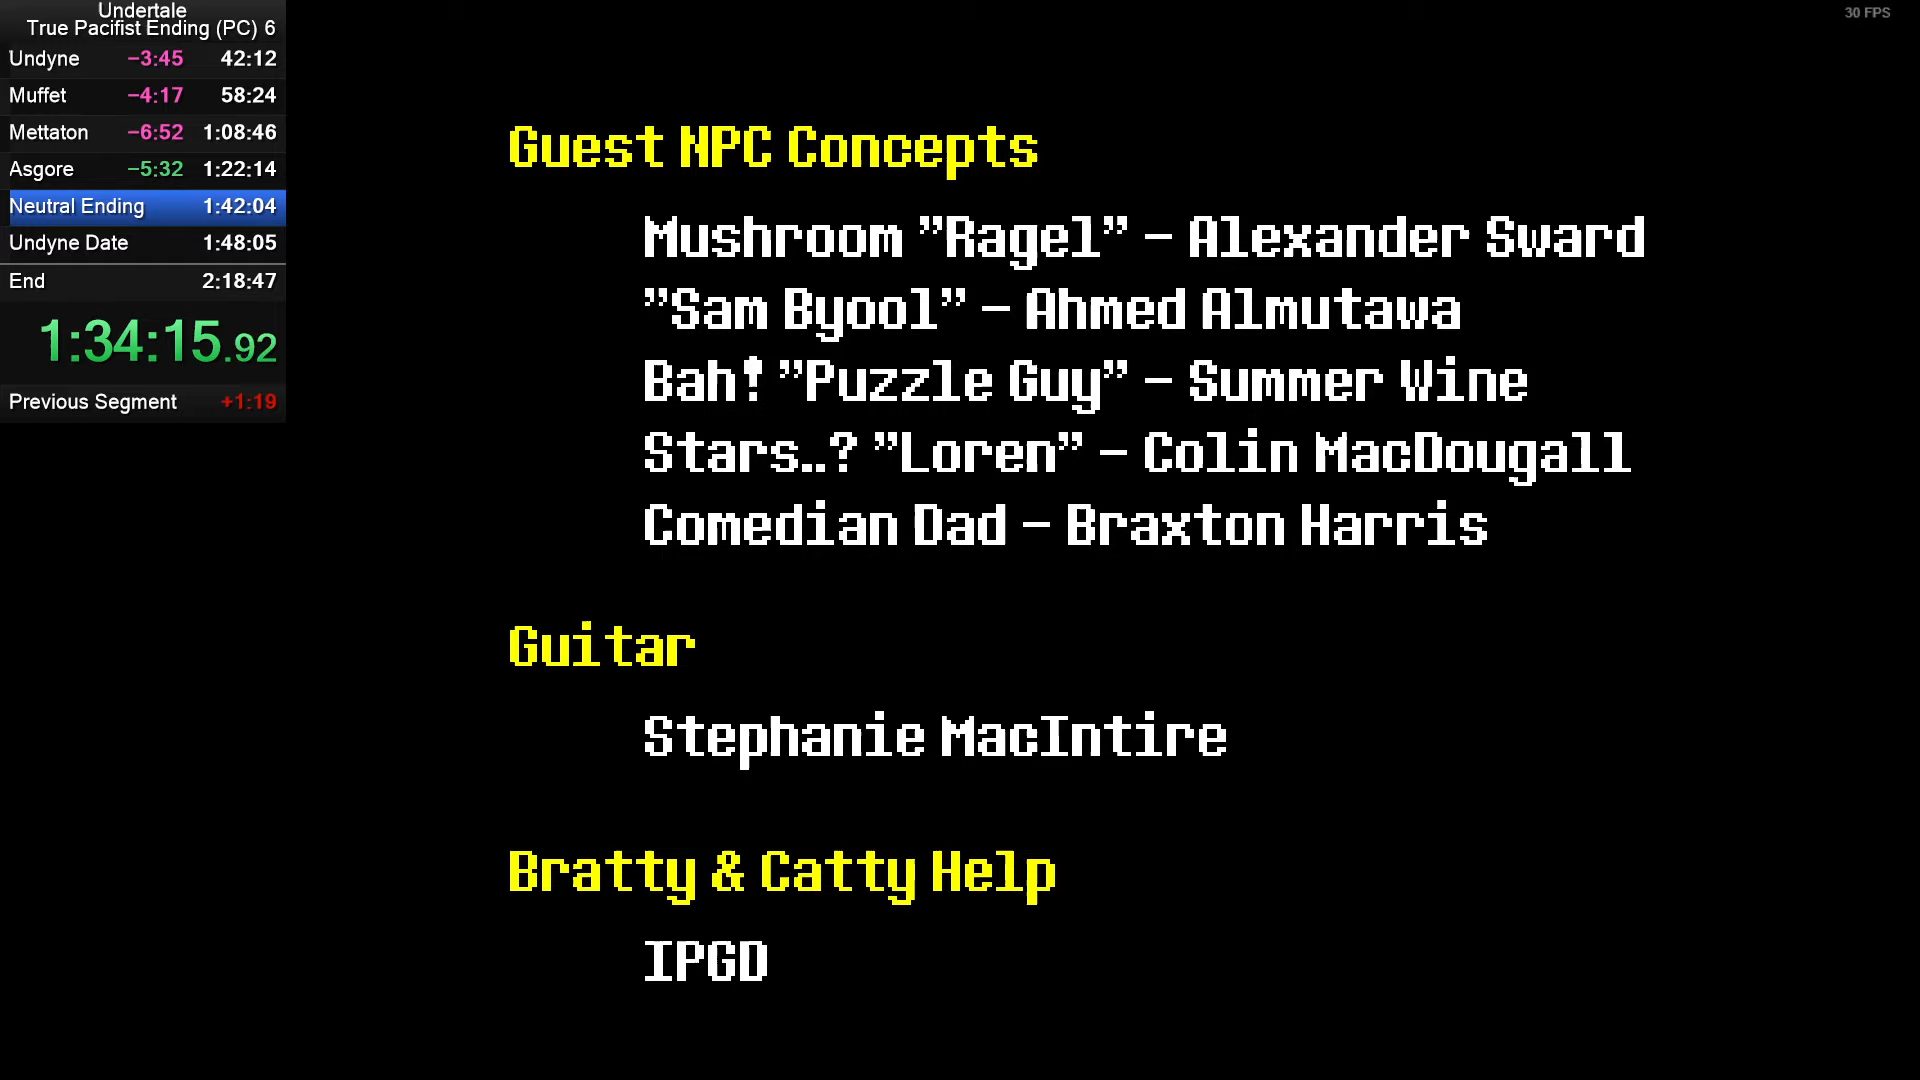 Undertale
True Pacifist Ending (PC) 6
Undyne −3:45 42:12
Muffet −4:17 58:24
Mettaton −6:52 1:08:46
Asgore −5:32 1:22:14
Neutral Ending 1:42:04
Undyne Date 1:48:05
End 2:18:47
1:34:15.92
Previous Segment +1:19
30 FPS
Guest NPC Concepts
Mushroom "Ragel" - Alexander Sward
"Sam Byool" - Ahmed Almutawa
Bah! "Puzzle Guy" - Summer Wine
Stars..? "Loren" - Colin MacDougall
Comedian Dad - Braxton Harris
Guitar
Stephanie MacIntire
Bratty & Catty Help
IPGD